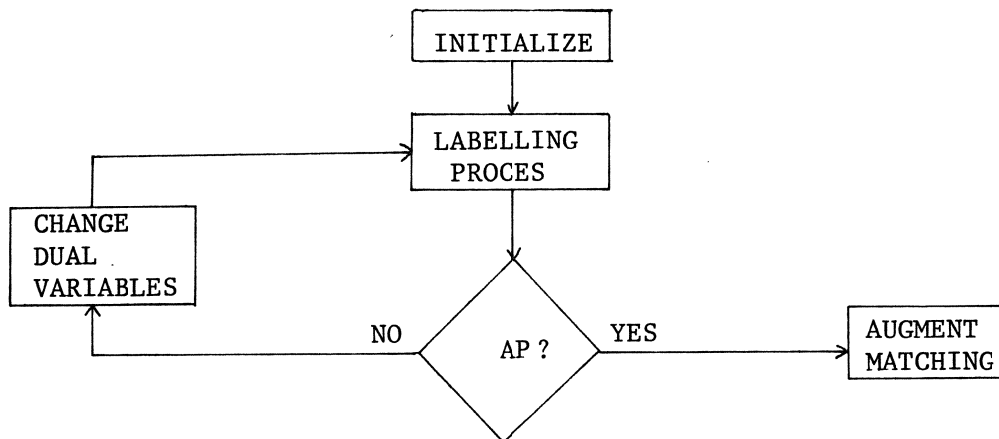 INITIALIZE
LABELLING
PROCES
CHANGE
DUAL
VARIABLES
NO
AP ?
YES
AUGMENT
MATCHING